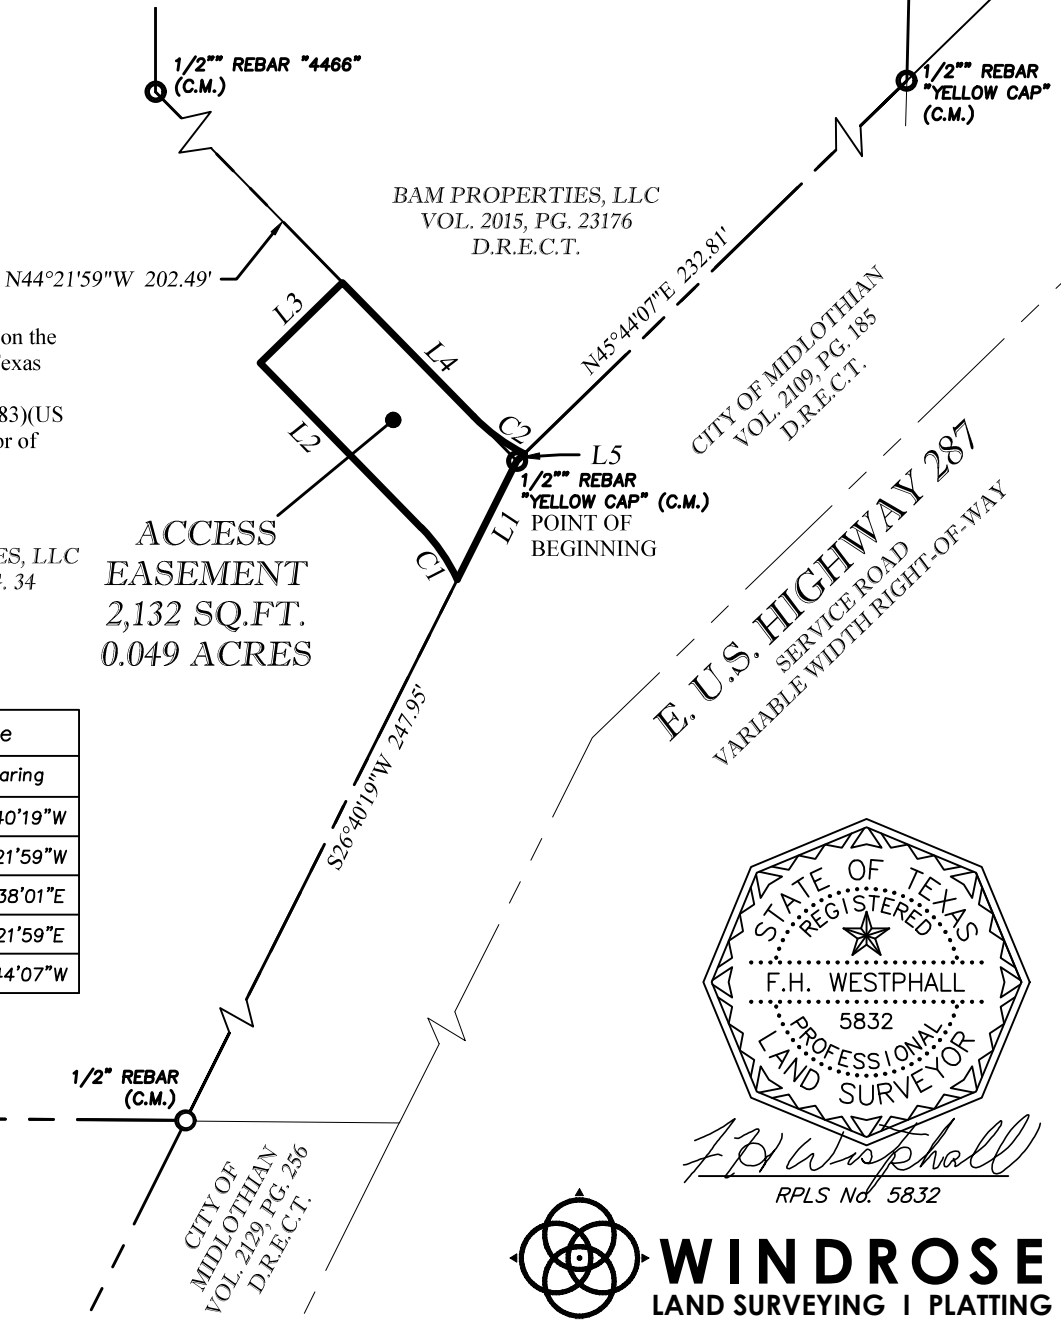 1/2"" REBAR "4466"
(C.M.)
1/2"" REBAR
"YELLOW CAP"
(C.M.)
BAM PROPERTIES, LLC
VOL. 2015, PG. 23176
D.R.E.C.T.
N44°21'59"W 202.49'
N45°44'07"E 232.81'
L3
L4
on the
exas
83)(US
or of
CITY OF MIDLOTHIAN
VOL. 2109, PG. 185
D.R.E.C.T.
L2
C2
L5
1/2"" REBAR
"YELLOW CAP" (C.M.)
POINT OF
BEGINNING
L1
C1
ES, LLC
. 34
ACCESS
EASEMENT
2,132 SQ.FT.
0.049 ACRES
E. U.S. HIGHWAY 287
SERVICE ROAD
VARIABLE WIDTH RIGHT-OF-WAY
S26°40'19"W 247.95'
e
aring
40'19"W
21'59"W
38'01"E
21'59"E
44'07"W
STATE OF TEXAS
REGISTERED
F.H. WESTPHALL
5832
PROFESSIONAL
LAND SURVEYOR
1/2" REBAR
(C.M.)
CITY OF
MIDLOTHIAN
VOL. 2129, PG. 256
D.R.E.C.T.
F H Westphall
RPLS No. 5832
WINDROSE
LAND SURVEYING I PLATTING